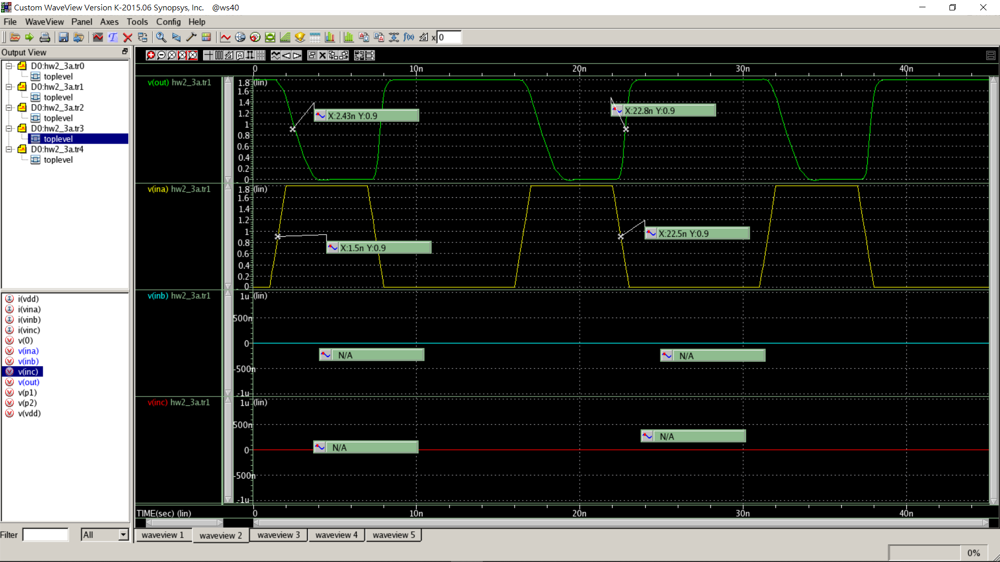 Custom WaveView Version K-2015.06 Synopsys, Inc. @ws40
File WaveView Panel Axes Tools Config Help
x 0
Output View
D0:hw2_3a.tr0
toplevel
D0:hw2_3a.tr1
toplevel
D0:hw2_3a.tr2
toplevel
D0:hw2_3a.tr3
toplevel
D0:hw2_3a.tr4
toplevel
i(vdd)
i(vina)
i(vinb)
i(vinc)
v(0)
v(ina)
v(inb)
v(inc)
v(out)
v(p1)
v(p2)
v(vdd)
Filter All
0 10n 20n 30n 40n
v(out) hw2_3a.tr1
1.8 (lin)
1.6
1.4
1.2
1
0.8
0.6
0.4
0.2
0
X:2.43n Y:0.9
X:22.8n Y:0.9
v(ina) hw2_3a.tr1
1.8 (lin)
1.6
1.4
1.2
1
0.8
0.6
0.4
0.2
0
X:1.5n Y:0.9
X:22.5n Y:0.9
v(inb) hw2_3a.tr1
1u (lin)
500n
0
-500n
-1u
N/A
N/A
v(inc) hw2_3a.tr1
1u (lin)
500n
0
-500n
-1u
N/A
N/A
TIME(sec) (lin) 0 10n 20n 30n 40n
waveview 1 waveview 2 waveview 3 waveview 4 waveview 5
0%